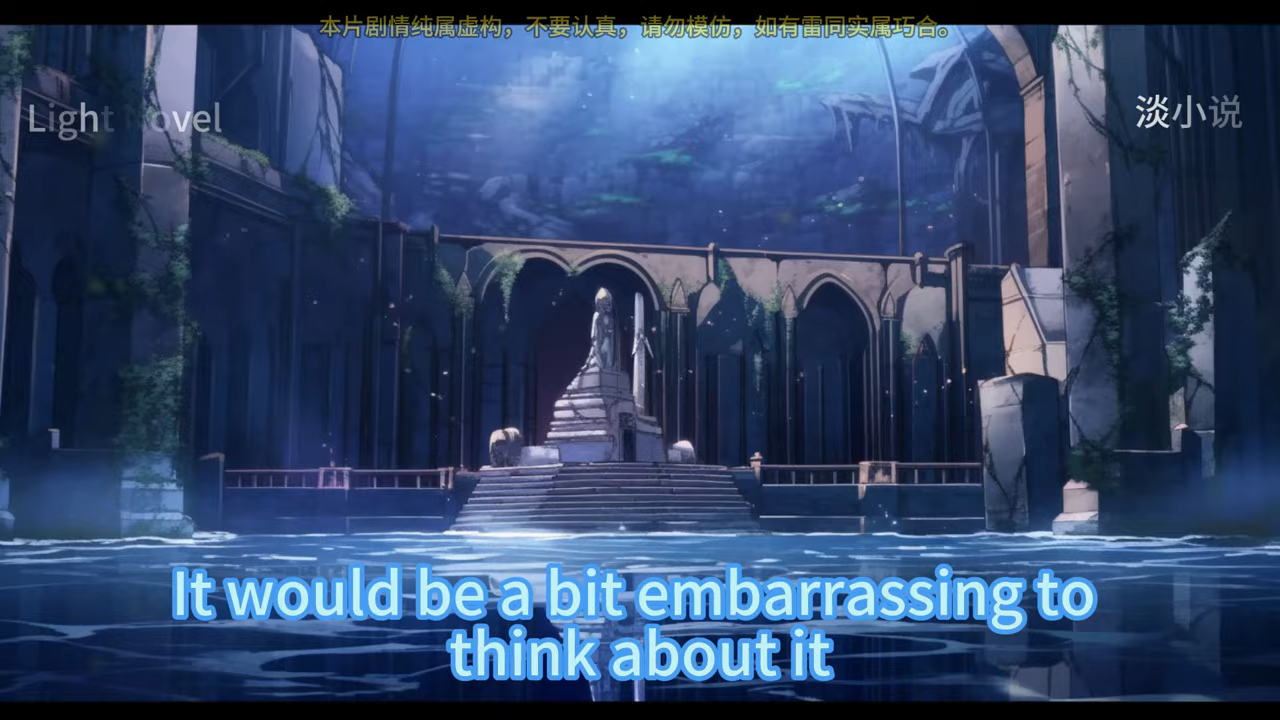 本片剧情纯属虚构，不要认真，请勿模仿，如有雷同实属巧合。
Light Novel
淡小说
It would be a bit embarrassing to
think about it